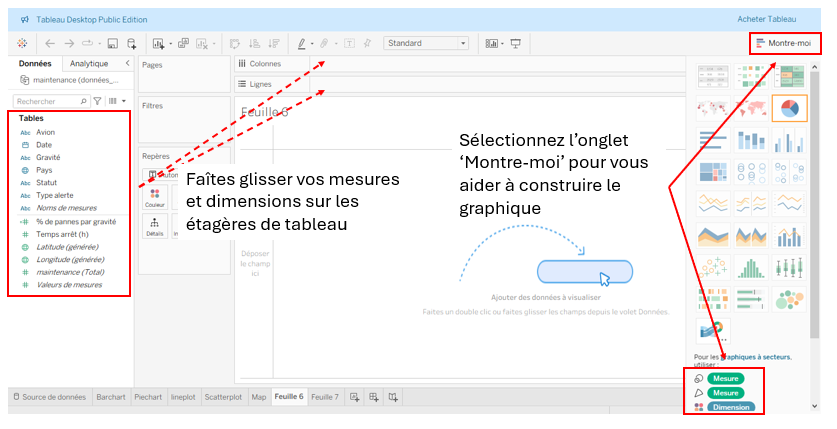 Tableau Desktop Public Edition
Acheter Tableau
Standard
Montre-moi
Données
Analytique
Pages
Colonnes
maintenance (données_...
Lignes
Rechercher
Filtres
Feuille 6
Tables
Avion
Date
Gravité
Pays
Statut
Type alerte
Noms de mesures
% de pannes par gravité
Temps arrêt (h)
Latitude (générée)
Longitude (générée)
maintenance (Total)
Valeurs de mesures
Repères
Couleur
Détails
Faîtes glisser vos mesures
et dimensions sur les
étagères de tableau
Sélectionnez l’onglet
‘Montre-moi’ pour vous
aider à construire le
graphique
Déposer
le champ
ici
Ajouter des données à visualiser
Faites un double clic ou faites glisser les champs depuis le volet Données.
Pour les graphiques à secteurs,
utiliser :
Mesure
Mesure
Dimension
Source de données
Barchart
Piechart
lineplot
Scatterplot
Map
Feuille 6
Feuille 7